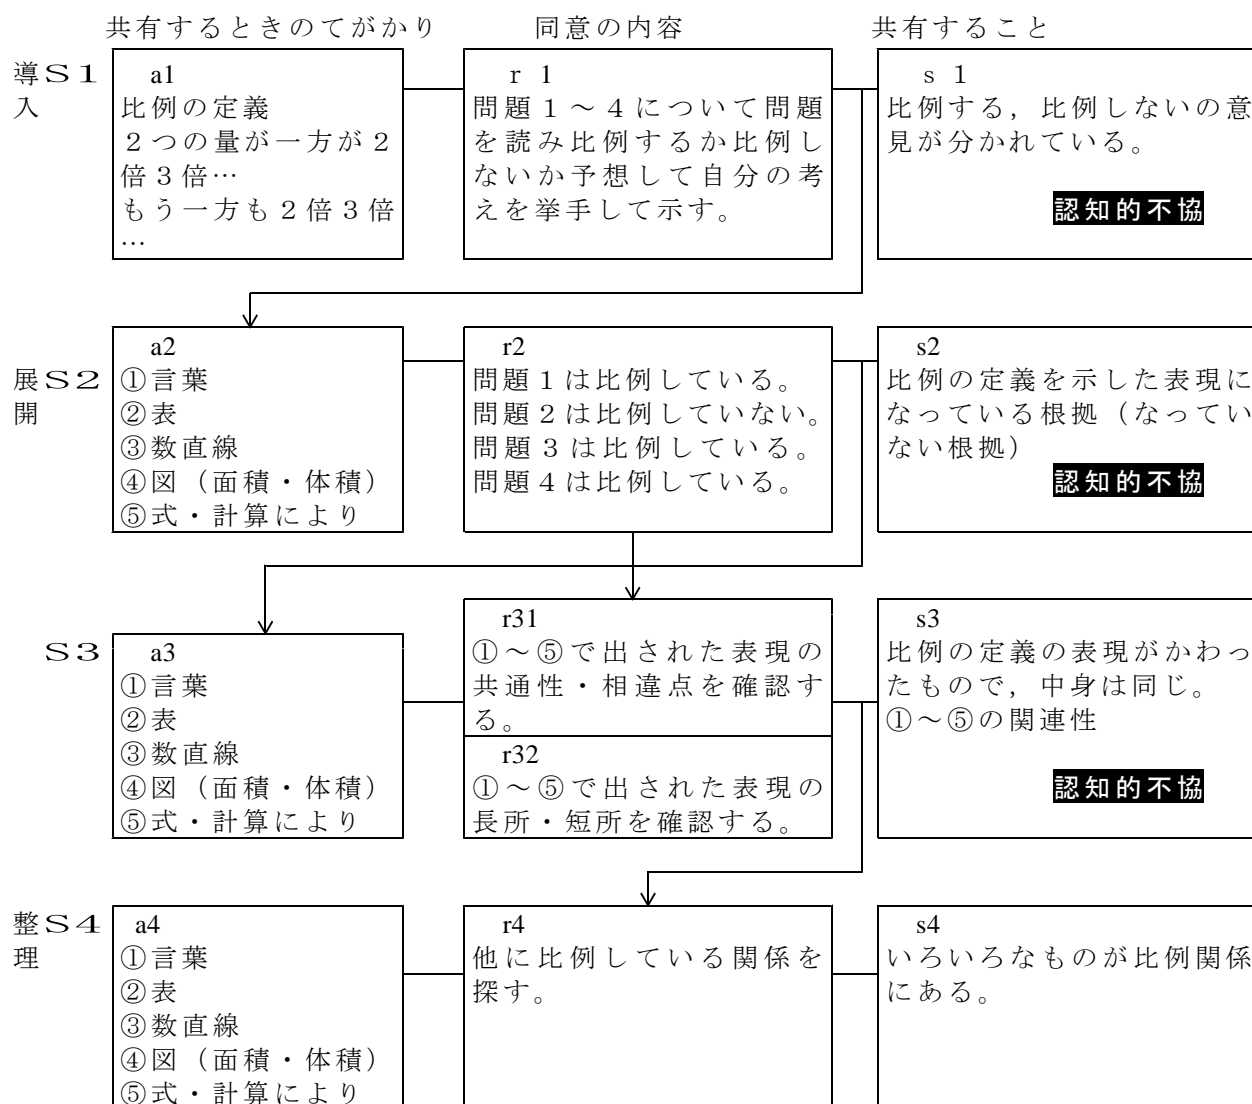 共有するときのてがかり
同意の内容
共有すること
導S1
入
a1
比例の定義
２つの量が一方が２
倍３倍…
もう一方も２倍３倍
…
r 1
問題１～４について問題
を読み比例するか比例し
ないか予想して自分の考
えを挙手して示す。
s 1
比例する，比例しないの意
見が分かれている。
認知的不協
展S2
開
a2
①言葉
②表
③数直線
④図（面積・体積）
⑤式・計算により
r2
問題１は比例している。
問題２は比例していない。
問題３は比例している。
問題４は比例している。
s2
比例の定義を示した表現に
なっている根拠（なってい
ない根拠）
認知的不協
S3
a3
①言葉
②表
③数直線
④図（面積・体積）
⑤式・計算により
r31
①～⑤で出された表現の
共通性・相違点を確認す
る。
r32
①～⑤で出された表現の
長所・短所を確認する。
s3
比例の定義の表現がかわっ
たもので，中身は同じ。
①～⑤の関連性
認知的不協
整S4
理
a4
①言葉
②表
③数直線
④図（面積・体積）
⑤式・計算により
r4
他に比例している関係を
探す。
s4
いろいろなものが比例関係
にある。